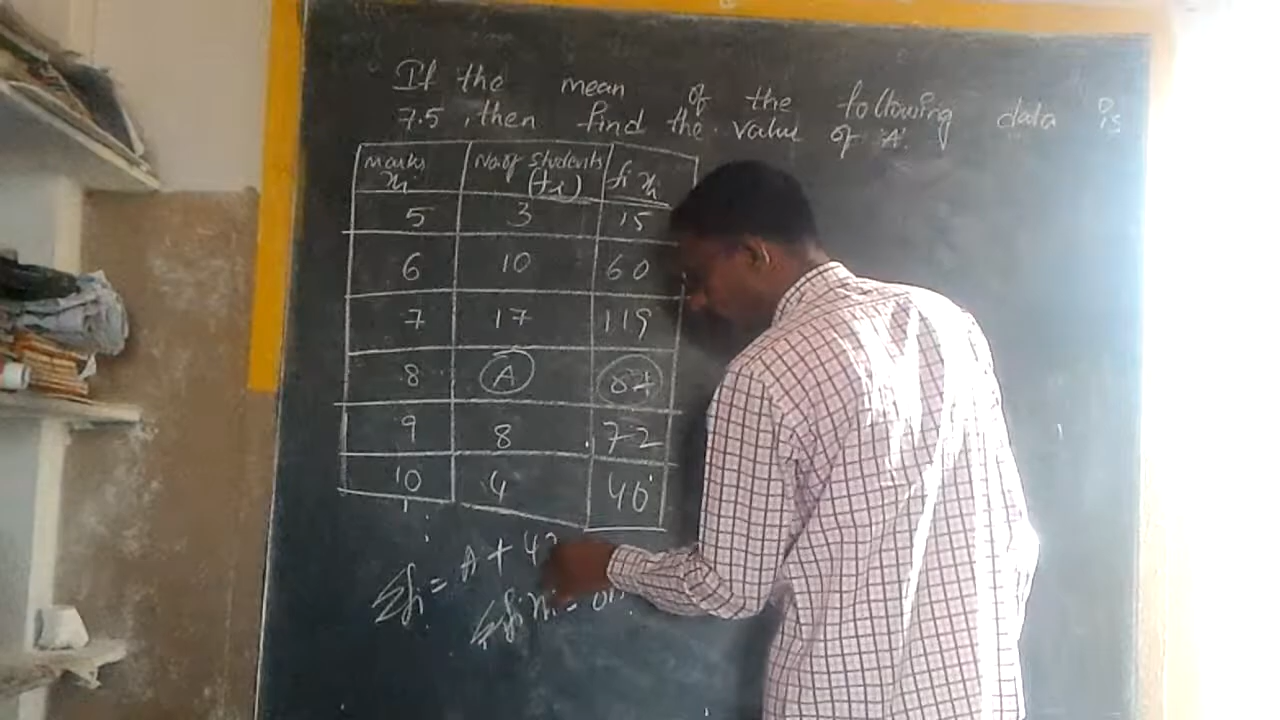 If the mean of the following data is
7.5, then find the value of A.
marks xi No of students (fi) fi xi
5 3 15
6 10 60
7 17 119
8 A
9 8 72
10 4 40
Σfi = A + 42
Σfi xi =